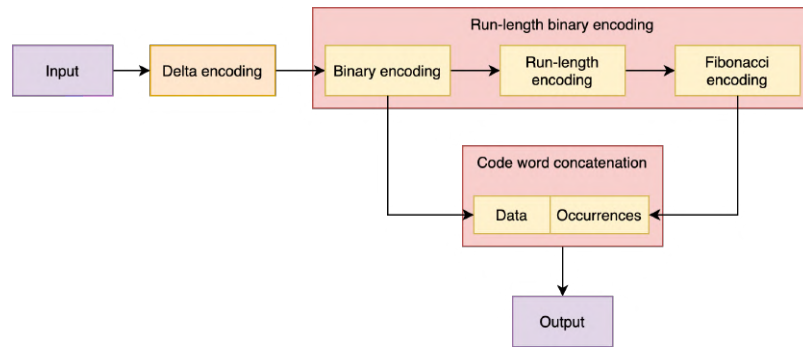 Run-length binary encoding
Input
Delta encoding
Binary encoding
Run-length
encoding
Fibonacci
encoding
Code word concatenation
Data
Occurrences
Output